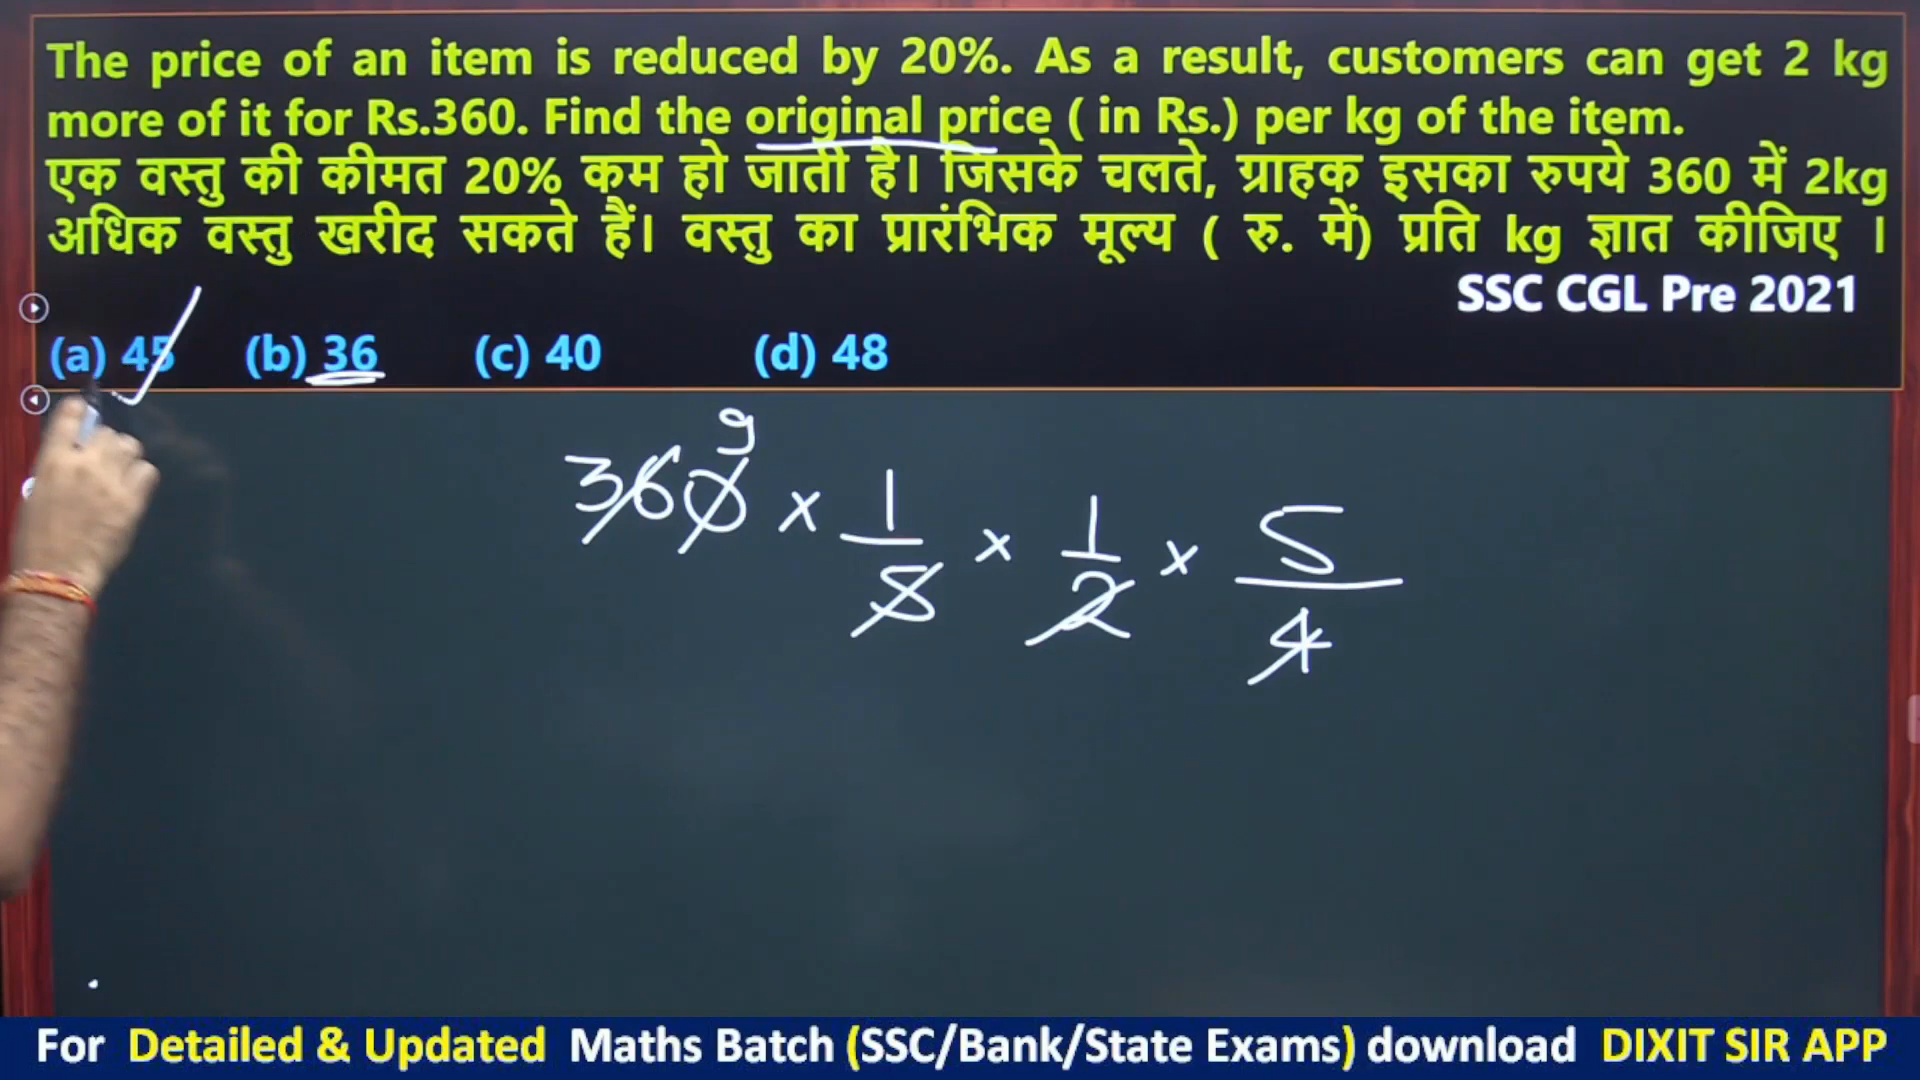 The price of an item is reduced by 20%. As a result, customers can get 2 kg
more of it for Rs.360. Find the original price ( in Rs.) per kg of the item.
एक वस्तु की कीमत 20% कम हो जाती है। जिसके चलते, ग्राहक इसका रुपये 360 में 2kg
अधिक वस्तु खरीद सकते हैं। वस्तु का प्रारंभिक मूल्य ( रु. में) प्रति kg ज्ञात कीजिए ।
SSC CGL Pre 2021
(a) 45 (b) 36 (c) 40 (d) 48
9
360 × 1/5 × 1/2 × 5/4
For Detailed & Updated Maths Batch (SSC/Bank/State Exams) download DIXIT SIR APP